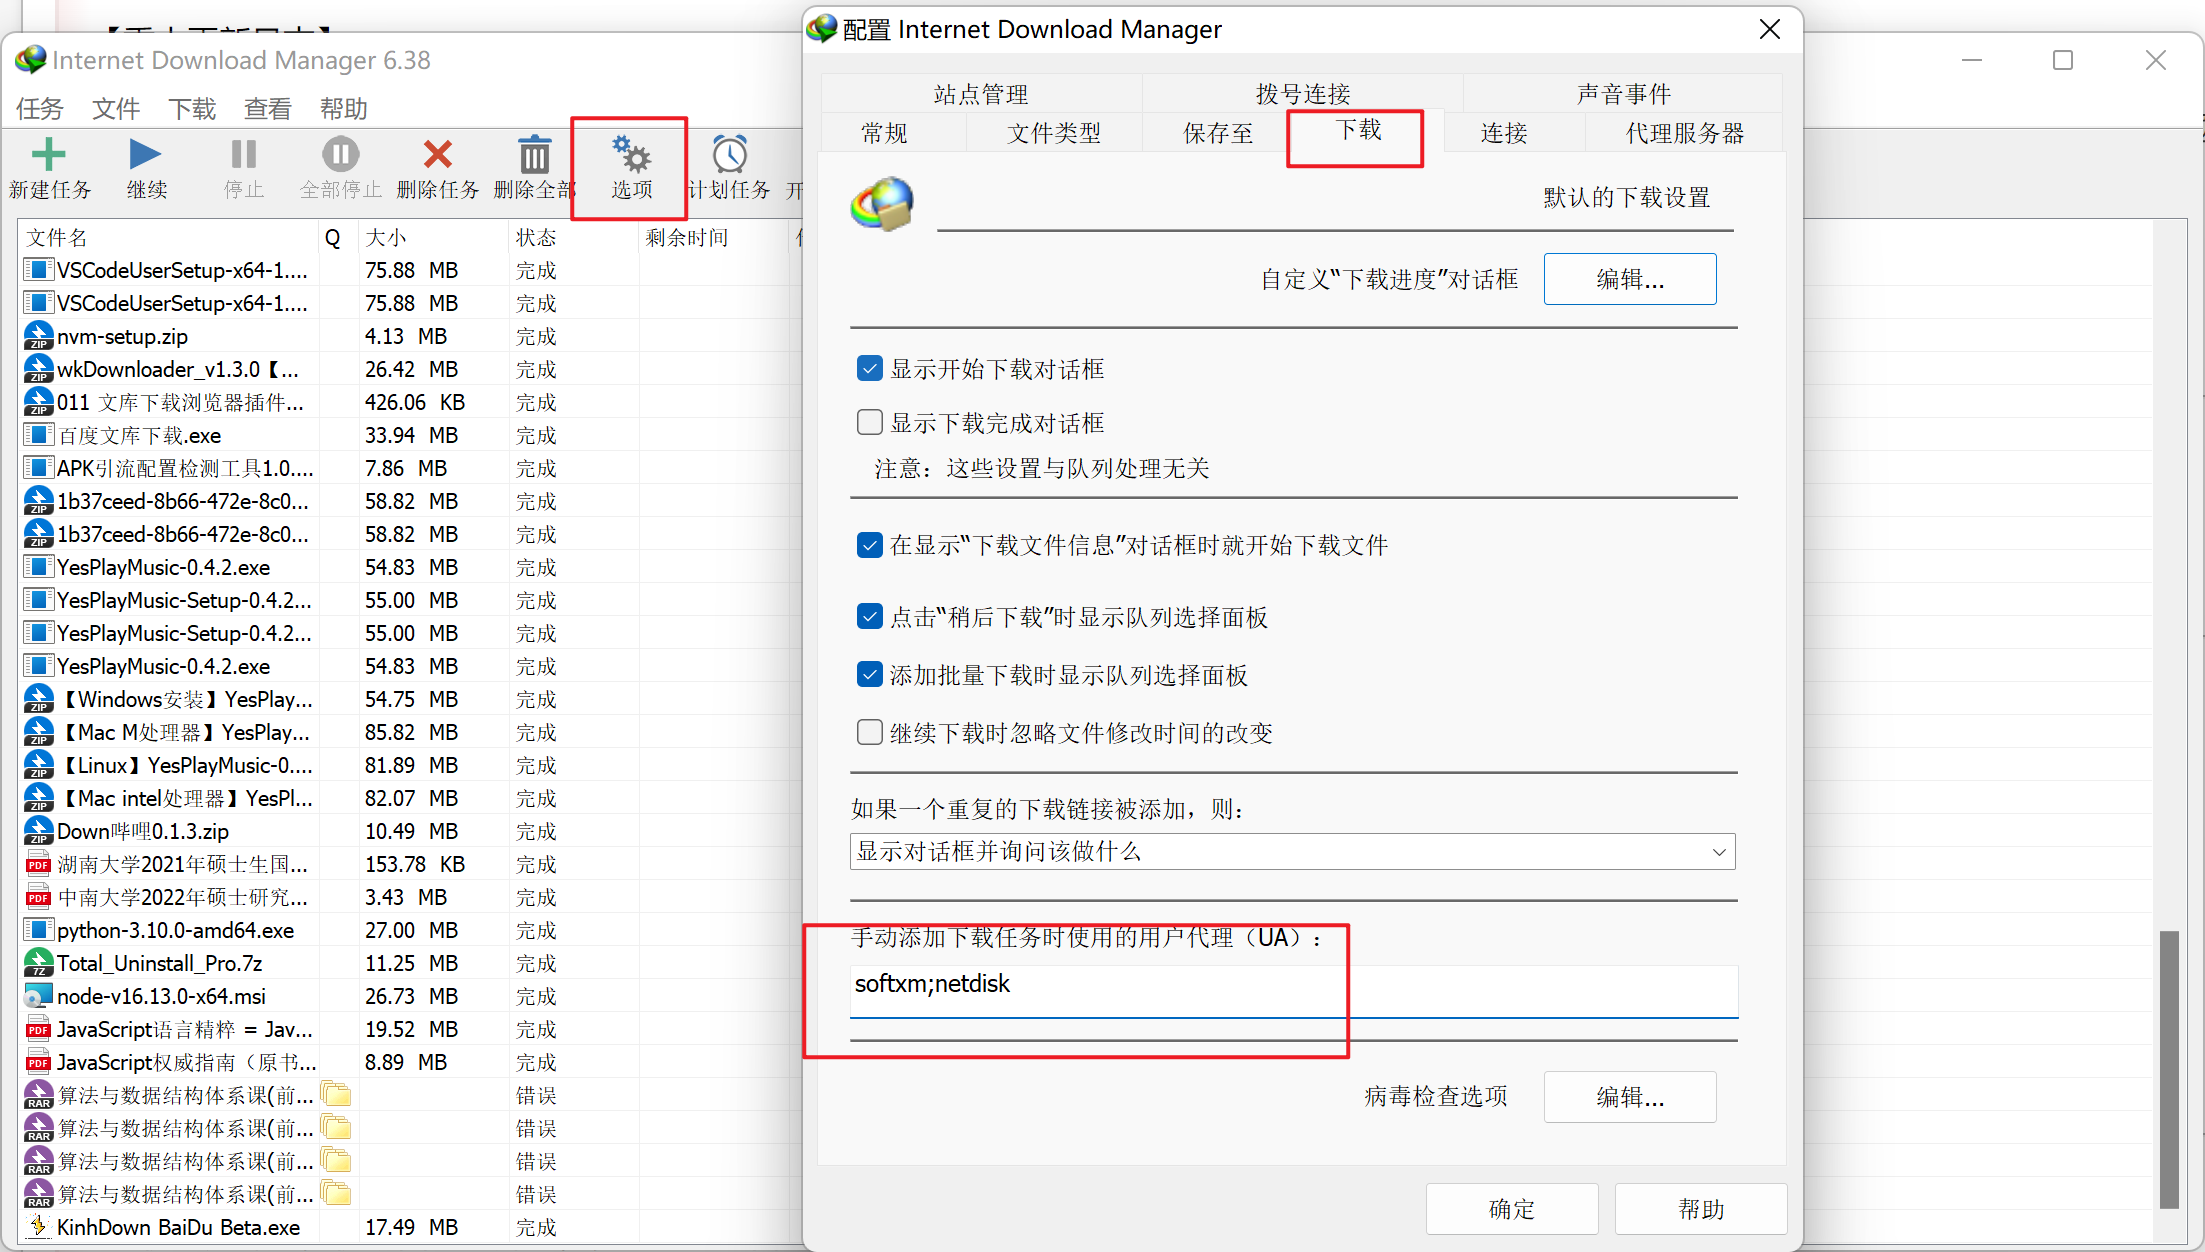 Internet Download Manager 6.38
任务 文件 下载 查看 帮助
新建任务 继续 停止 全部停止 删除任务 删除全部 选项 计划任务 开
文件名 Q 大小 状态 剩余时间
VSCodeUserSetup-x64-1.... 75.88 MB 完成
VSCodeUserSetup-x64-1.... 75.88 MB 完成
nvm-setup.zip 4.13 MB 完成
wkDownloader_v1.3.0【... 26.42 MB 完成
011 文库下载浏览器插件... 426.06 KB 完成
百度文库下载.exe 33.94 MB 完成
APK引流配置检测工具1.0.... 7.86 MB 完成
1b37ceed-8b66-472e-8c0... 58.82 MB 完成
1b37ceed-8b66-472e-8c0... 58.82 MB 完成
YesPlayMusic-0.4.2.exe 54.83 MB 完成
YesPlayMusic-Setup-0.4.2... 55.00 MB 完成
YesPlayMusic-Setup-0.4.2... 55.00 MB 完成
YesPlayMusic-0.4.2.exe 54.83 MB 完成
【Windows安装】YesPlay... 54.75 MB 完成
【Mac M处理器】YesPlay... 85.82 MB 完成
【Linux】YesPlayMusic-0.... 81.89 MB 完成
【Mac intel处理器】YesPl... 82.07 MB 完成
Down哔哩0.1.3.zip 10.49 MB 完成
湖南大学2021年硕士生国... 153.78 KB 完成
中南大学2022年硕士研究... 3.43 MB 完成
python-3.10.0-amd64.exe 27.00 MB 完成
Total_Uninstall_Pro.7z 11.25 MB 完成
node-v16.13.0-x64.msi 26.73 MB 完成
JavaScript语言精粹 = Jav... 19.52 MB 完成
JavaScript权威指南（原书... 8.89 MB 完成
算法与数据结构体系课(前... 错误
算法与数据结构体系课(前... 错误
算法与数据结构体系课(前... 错误
算法与数据结构体系课(前... 错误
KinhDown BaiDu Beta.exe 17.49 MB 完成
配置 Internet Download Manager
站点管理 拨号连接 声音事件
常规 文件类型 保存至 下载 连接 代理服务器
默认的下载设置
自定义“下载进度”对话框 编辑...
显示开始下载对话框
显示下载完成对话框
注意：这些设置与队列处理无关
在显示“下载文件信息”对话框时就开始下载文件
点击“稍后下载”时显示队列选择面板
添加批量下载时显示队列选择面板
继续下载时忽略文件修改时间的改变
如果一个重复的下载链接被添加，则：
显示对话框并询问该做什么
手动添加下载任务时使用的用户代理（UA）：
softxm;netdisk
病毒检查选项 编辑...
确定 帮助